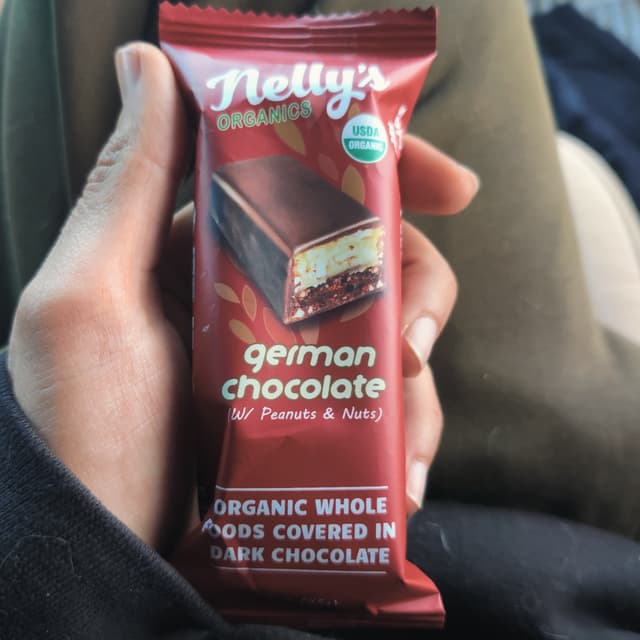 Nelly's
ORGANICS
USDA
ORGANIC
german
chocolate
(W/ Peanuts & Nuts)
ORGANIC WHOLE
FOODS COVERED IN
DARK CHOCOLATE